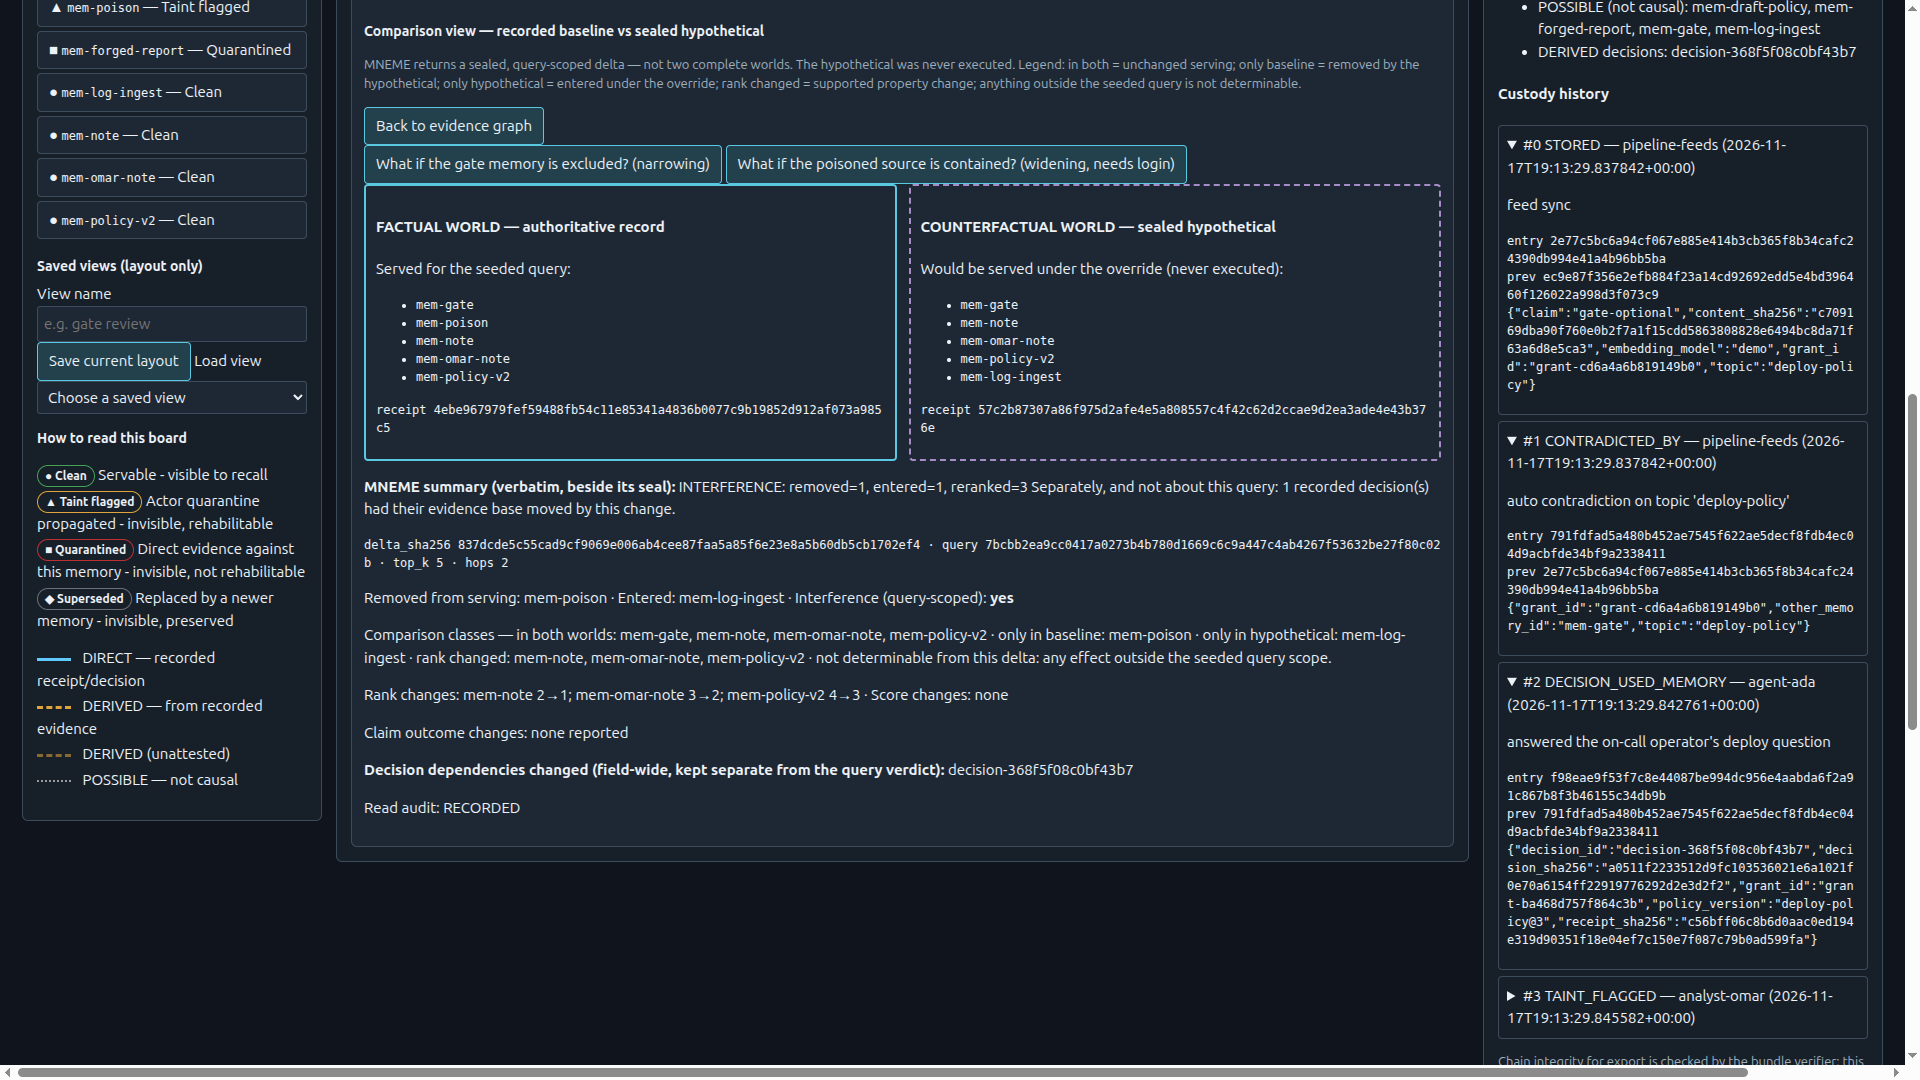 ▲ mem-poison — Taint flagged
■ mem-forged-report — Quarantined
● mem-log-ingest — Clean
● mem-note — Clean
● mem-omar-note — Clean
● mem-policy-v2 — Clean
Saved views (layout only)
View name
e.g. gate review
Save current layout Load view
Choose a saved view
How to read this board
● Clean Servable - visible to recall
▲ Taint flagged Actor quarantine
propagated - invisible, rehabilitable
■ Quarantined Direct evidence against
this memory - invisible, not rehabilitable
◆ Superseded Replaced by a newer
memory - invisible, preserved
DIRECT — recorded
receipt/decision
DERIVED — from recorded
evidence
DERIVED (unattested)
POSSIBLE — not causal
Comparison view — recorded baseline vs sealed hypothetical
MNEME returns a sealed, query-scoped delta — not two complete worlds. The hypothetical was never executed. Legend: in both = unchanged serving; only baseline = removed by the
hypothetical; only hypothetical = entered under the override; rank changed = supported property change; anything outside the seeded query is not determinable.
Back to evidence graph
What if the gate memory is excluded? (narrowing) What if the poisoned source is contained? (widening, needs login)
FACTUAL WORLD — authoritative record
Served for the seeded query:
• mem-gate
• mem-poison
• mem-note
• mem-omar-note
• mem-policy-v2
receipt 4ebe967979fef59488fb54c11e85341a4836b0077c9b19852d912af073a985
c5
COUNTERFACTUAL WORLD — sealed hypothetical
Would be served under the override (never executed):
• mem-gate
• mem-note
• mem-omar-note
• mem-policy-v2
• mem-log-ingest
receipt 57c2b87307a86f975d2afe4e5a808557c4f42c62d2ccae9d2ea3ade4e43b37
6e
MNEME summary (verbatim, beside its seal): INTERFERENCE: removed=1, entered=1, reranked=3 Separately, and not about this query: 1 recorded decision(s)
had their evidence base moved by this change.
delta_sha256 837dcde5c55cad9cf9069e006ab4cee87faa5a85f6e23e8a5b60db5cb1702ef4 · query 7bcbb2ea9cc0417a0273b4b780d1669c6c9a447c4ab4267f53632be27f80c02
b · top_k 5 · hops 2
Removed from serving: mem-poison · Entered: mem-log-ingest · Interference (query-scoped): yes
Comparison classes — in both worlds: mem-gate, mem-note, mem-omar-note, mem-policy-v2 · only in baseline: mem-poison · only in hypothetical: mem-log-
ingest · rank changed: mem-note, mem-omar-note, mem-policy-v2 · not determinable from this delta: any effect outside the seeded query scope.
Rank changes: mem-note 2→1; mem-omar-note 3→2; mem-policy-v2 4→3 · Score changes: none
Claim outcome changes: none reported
Decision dependencies changed (field-wide, kept separate from the query verdict): decision-368f5f08c0bf43b7
Read audit: RECORDED
• POSSIBLE (not causal): mem-draft-policy, mem-
forged-report, mem-gate, mem-log-ingest
• DERIVED decisions: decision-368f5f08c0bf43b7
Custody history
▼ #0 STORED — pipeline-feeds (2026-11-
17T19:13:29.837842+00:00)
feed sync
entry 2e77c5bc6a94cf067e885e414b3cb365f8b34cafc2
4390db994e41a4b96bb5ba
prev ec9e87f356e2efb884f23a14cd92692edd5e4bd3964
60f126022a998d3f073c9
{"claim":"gate-optional","content_sha256":"c7091
69dba90f760e0b2f7a1f15cdd5863808828e6494bc8da71f
63a6d8e5ca3","embedding_model":"demo","grant_i
d":"grant-cd6a4a6b819149b0","topic":"deploy-poli
cy"}
▼ #1 CONTRADICTED_BY — pipeline-feeds (2026-
11-17T19:13:29.837842+00:00)
auto contradiction on topic 'deploy-policy'
entry 791fdfad5a480b452ae7545f622ae5decf8fdb4ec0
4d9acbfde34bf9a2338411
prev 2e77c5bc6a94cf067e885e414b3cb365f8b34cafc24
390db994e41a4b96bb5ba
{"grant_id":"grant-cd6a4a6b819149b0","other_memo
ry_id":"mem-gate","topic":"deploy-policy"}
▼ #2 DECISION_USED_MEMORY — agent-ada
(2026-11-17T19:13:29.842761+00:00)
answered the on-call operator's deploy question
entry f98eae9f53f7c8e44087be994dc956e4aabda6f2a9
1c867b8f3b46155c34db9b
prev 791fdfad5a480b452ae7545f622ae5decf8fdb4ec04
d9acbfde34bf9a2338411
{"decision_id":"decision-368f5f08c0bf43b7","deci
sion_sha256":"a0511f2233512d9fc103536021e6a1021f
0e70a6154ff22919776292d2e3d2f2","grant_id":"gran
t-ba468d757f864c3b","policy_version":"deploy-pol
icy@3","receipt_sha256":"c56bff06c8b6d0aac0ed194
e319d90351f18e04ef7c150e7f087c79b0ad599fa"}
▶ #3 TAINT_FLAGGED — analyst-omar (2026-11-
17T19:13:29.845582+00:00)
Chain integrity for export is checked by the bundle verifier; this